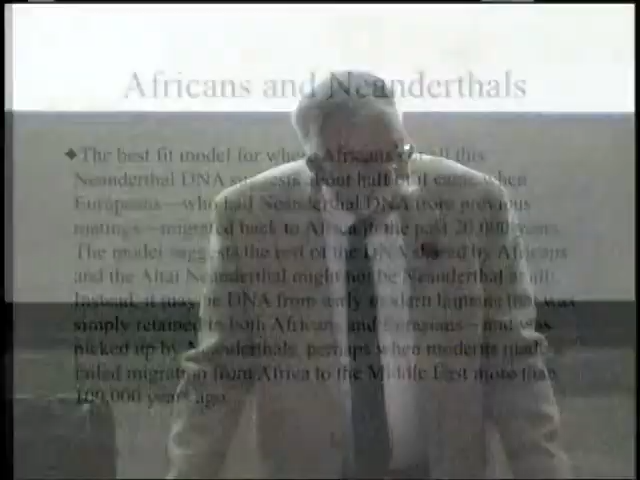 Africans and Neanderthals
The best fit model for where Africans got all this
Neanderthal DNA suggests about half of it came when
Europeans—who had Neanderthal DNA from previous
matings—migrated back to Africa in the past 20,000 years.
The model suggests the rest of the DNA shared by Africans
and the Altai Neanderthal might not be Neanderthal at all:
Instead, it may be DNA from early modern humans that was
simply retained in both Africans and Eurasians—and was
picked up by Neanderthals, perhaps when moderns made
failed migration from Africa to the Middle East more than
100,000 years ago.